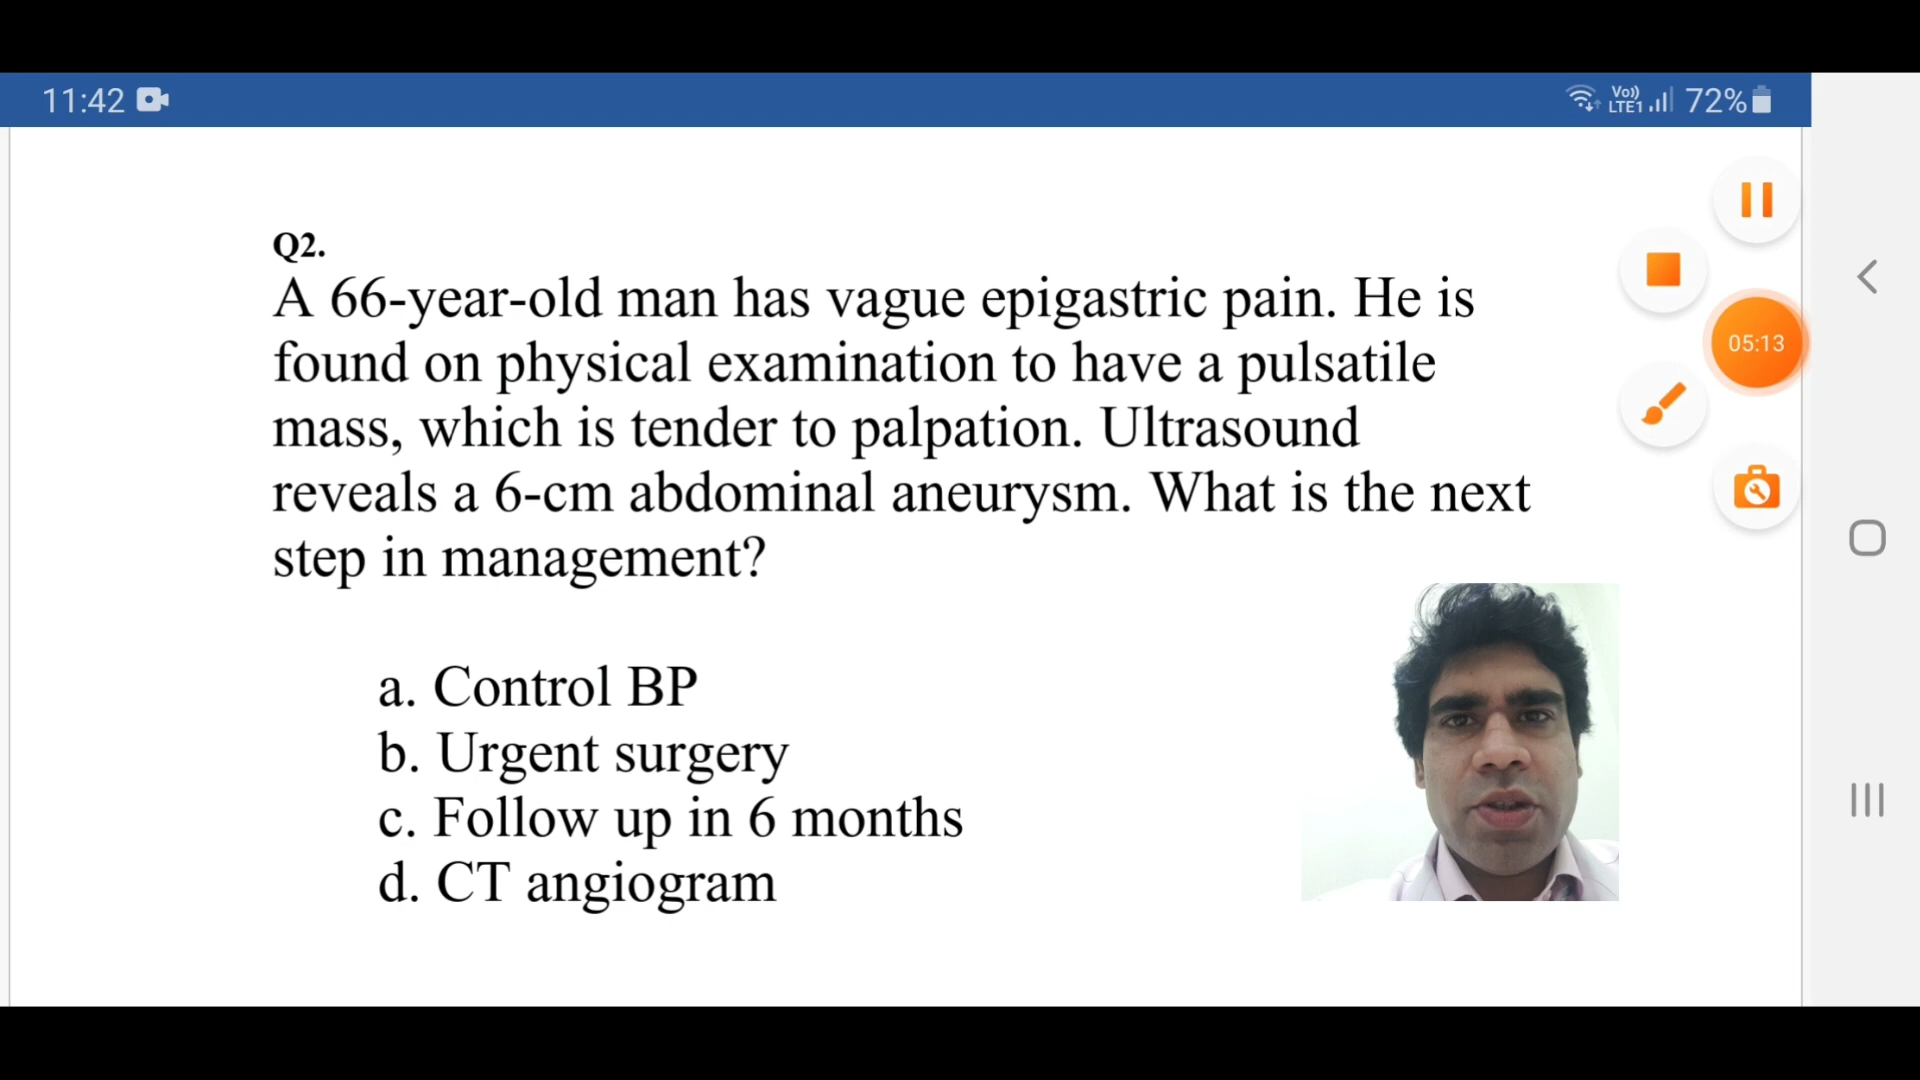 11:42
Vo)) LTE1 72%
Q2.
A 66-year-old man has vague epigastric pain. He is
found on physical examination to have a pulsatile
mass, which is tender to palpation. Ultrasound
reveals a 6-cm abdominal aneurysm. What is the next
step in management?
05:13
a. Control BP
b. Urgent surgery
c. Follow up in 6 months
d. CT angiogram